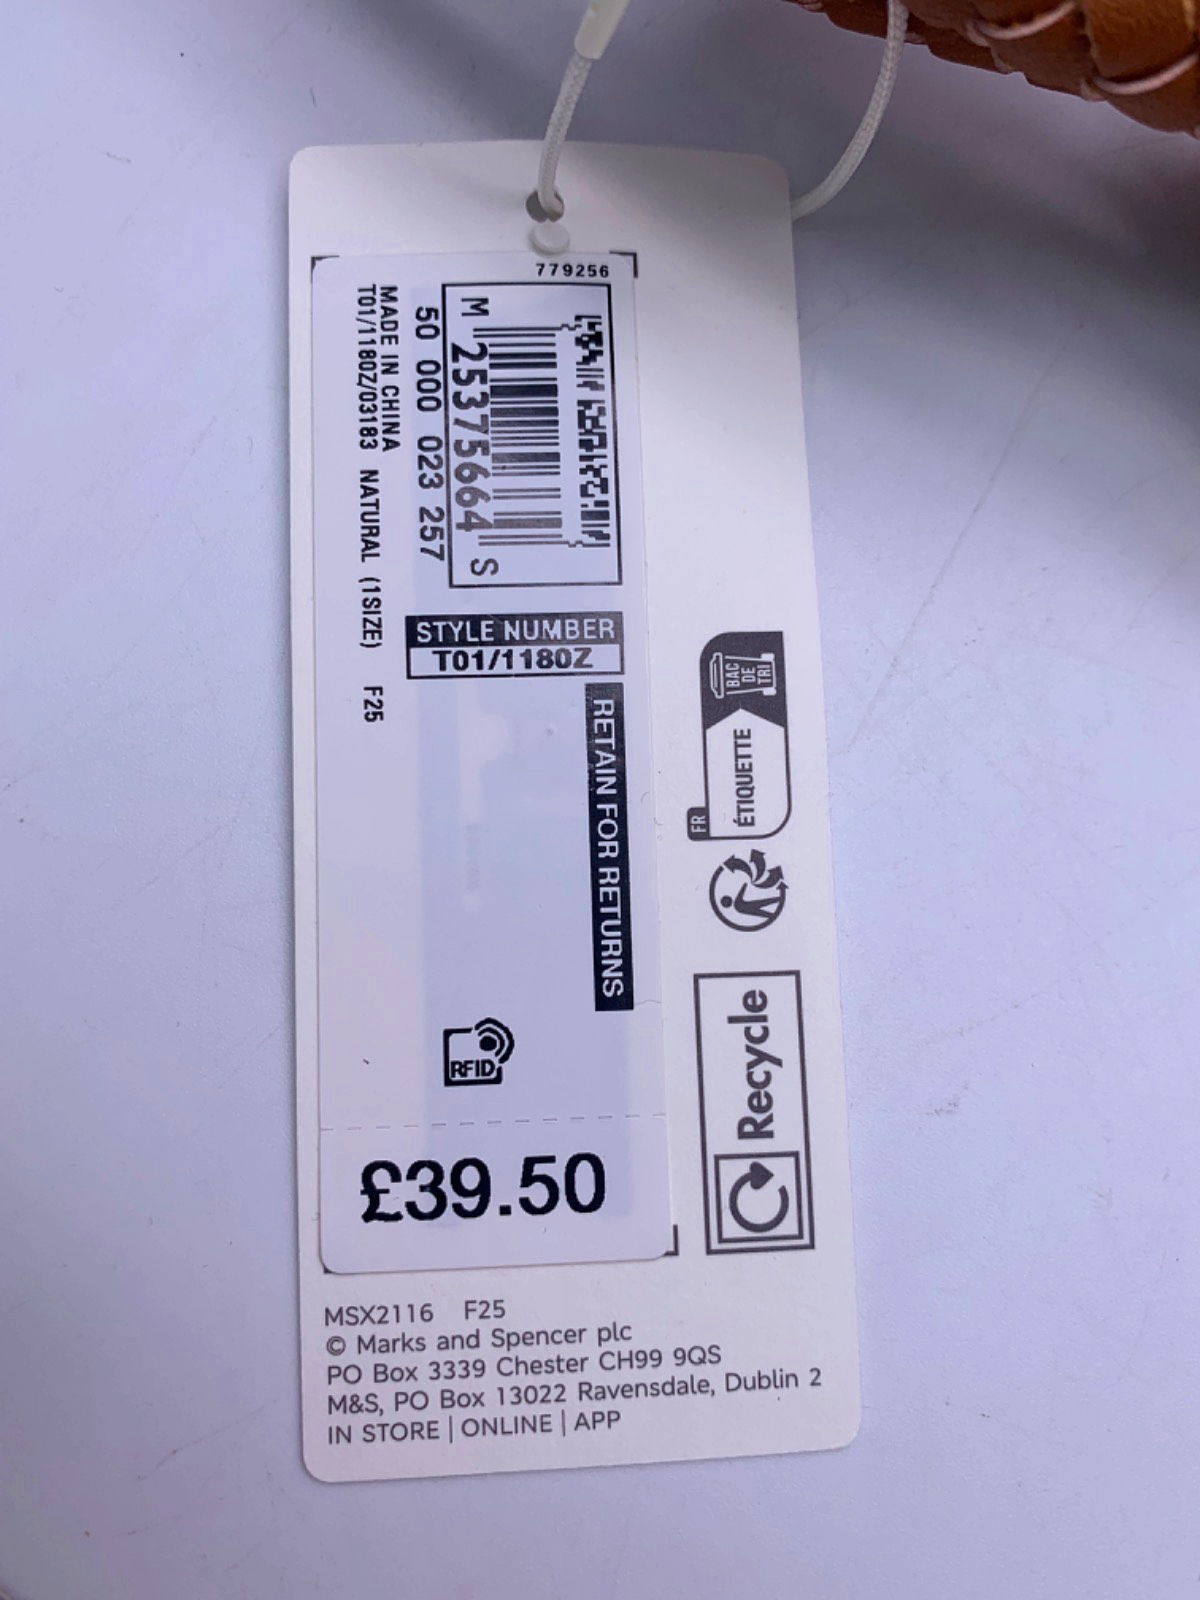 779256
M 25375664 S
50 000 023 257
MADE IN CHINA
T01/1180Z/03183 NATURAL (1SIZE) F25
STYLE NUMBER
T01/1180Z
RETAIN FOR RETURNS
RFID
£39.50
FR
ÉTIQUETTE
BAC
DE
TRI
Recycle
MSX2116 F25
© Marks and Spencer plc
PO Box 3339 Chester CH99 9QS
M&S, PO Box 13022 Ravensdale, Dublin 2
IN STORE | ONLINE | APP